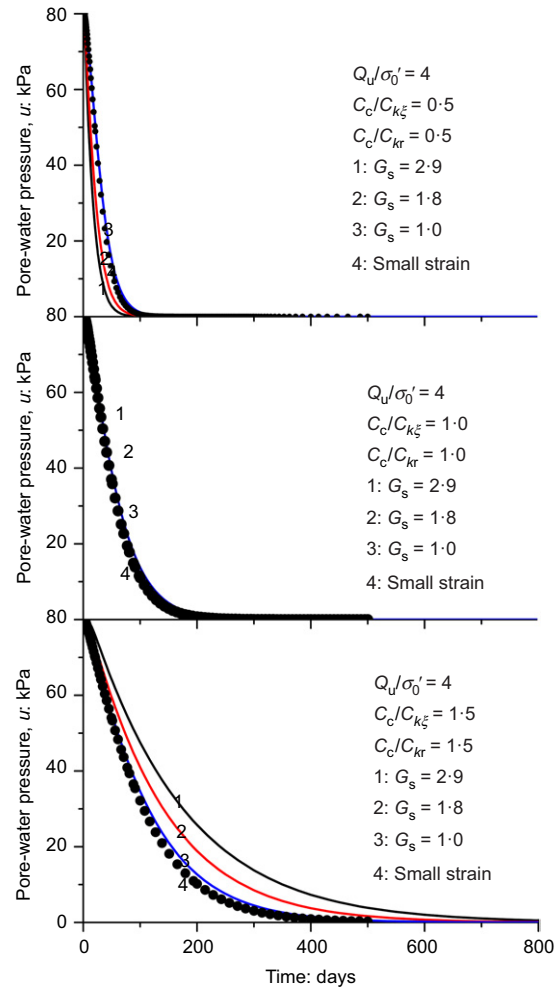 80
60
40
20
80
Pore-water pressure, u: kPa
Qu/σ0′ = 4
Cc/Ckξ = 0·5
Cc/Ckr = 0·5
1: Gs = 2·9
2: Gs = 1·8
3: Gs = 1·0
4: Small strain
3
2
4
1
60
40
20
80
Pore-water pressure, u: kPa
Qu/σ0′ = 4
Cc/Ckξ = 1·0
Cc/Ckr = 1·0
1: Gs = 2·9
2: Gs = 1·8
3: Gs = 1·0
4: Small strain
1
2
3
4
60
40
20
0
Pore-water pressure, u: kPa
Qu/σ0′ = 4
Cc/Ckξ = 1·5
Cc/Ckr = 1·5
1: Gs = 2·9
2: Gs = 1·8
3: Gs = 1·0
4: Small strain
1
2
3
4
0 200 400 600 800
Time: days